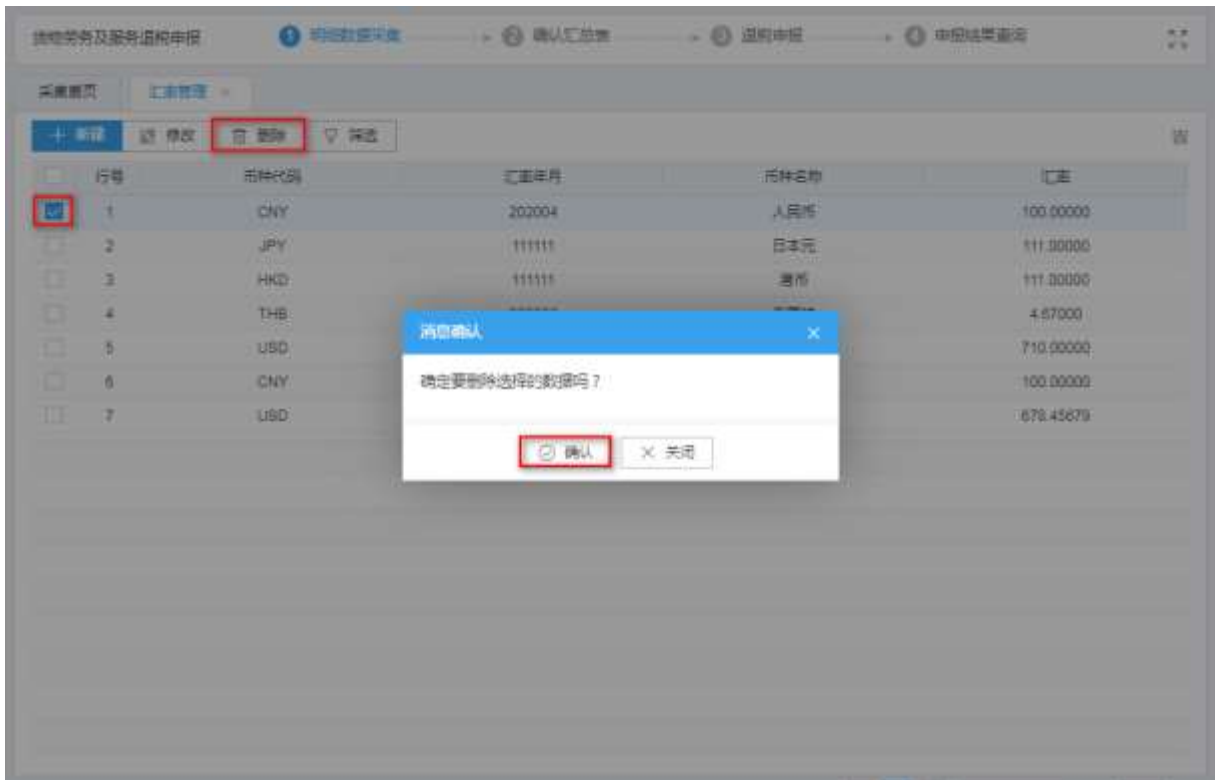 货物劳务及服务退税申报 1 明细数据采集 2 确认汇总表 3 退税申报 4 申报结果查询
采集首页 汇率管理 ×
新建 修改 删除 筛选
行号 币种代码 汇率年月 币种名称 汇率
1 CNY 202004 人民币 100.00000
2 JPY 111111 日本元 111.00000
3 HKD 111111 港币 111.00000
4 THB 4.67000
5 USD 710.00000
6 CNY 100.00000
7 USD 678.45679
消息确认 ×
确定要删除选择的数据吗?
确认 × 关闭